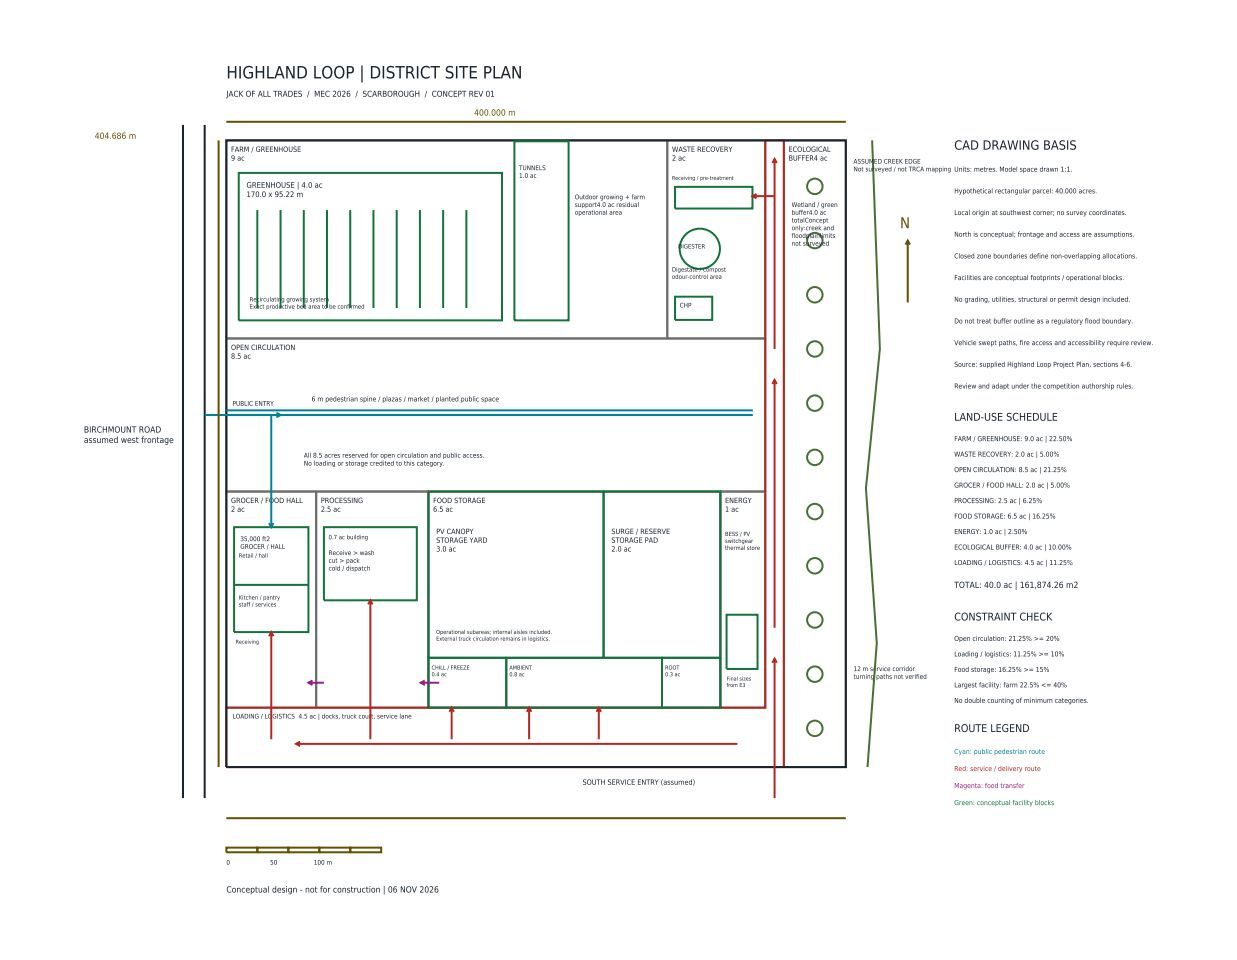 HIGHLAND LOOP | DISTRICT SITE PLAN
JACK OF ALL TRADES / MEC 2026 / SCARBOROUGH / CONCEPT REV 01
400.000 m
404.686 m
FARM / GREENHOUSE
9 ac
GREENHOUSE | 4.0 ac
170.0 x 95.22 m
Recirculating growing system
Exact productive bed area to be confirmed
TUNNELS
1.0 ac
Outdoor growing + farm
support4.0 ac residual
operational area
WASTE RECOVERY
2 ac
Receiving / pre-treatment
DIGESTER
Digestate / compost
odour-control area
CHP
ECOLOGICAL
BUFFER4 ac
Wetland / green
buffer4.0 ac
totalConcept
only:creek and
floodplain limits
not surveyed
ASSUMED CREEK EDGE
Not surveyed / not TRCA mapping
N
OPEN CIRCULATION
8.5 ac
PUBLIC ENTRY
6 m pedestrian spine / plazas / market / planted public space
All 8.5 acres reserved for open circulation and public access.
No loading or storage credited to this category.
BIRCHMOUNT ROAD
assumed west frontage
GROCER / FOOD HALL
2 ac
35,000 ft2
GROCER / HALL
Retail / hall
Kitchen / pantry
staff / services
Receiving
PROCESSING
2.5 ac
0.7 ac building
Receive > wash
cut > pack
cold / dispatch
FOOD STORAGE
6.5 ac
PV CANOPY
STORAGE YARD
3.0 ac
SURGE / RESERVE
STORAGE PAD
2.0 ac
Operational subareas; internal aisles included.
External truck circulation remains in logistics.
CHILL / FREEZE
0.4 ac
AMBIENT
0.8 ac
ROOT
0.3 ac
ENERGY
1 ac
BESS / PV
switchgear
thermal store
Final sizes
from E3
12 m service corridor
turning paths not verified
LOADING / LOGISTICS 4.5 ac | docks, truck court, service lane
SOUTH SERVICE ENTRY (assumed)
0 50 100 m
Conceptual design - not for construction | 06 NOV 2026
CAD DRAWING BASIS
Units: metres. Model space drawn 1:1.
Hypothetical rectangular parcel: 40.000 acres.
Local origin at southwest corner; no survey coordinates.
North is conceptual; frontage and access are assumptions.
Closed zone boundaries define non-overlapping allocations.
Facilities are conceptual footprints / operational blocks.
No grading, utilities, structural or permit design included.
Do not treat buffer outline as a regulatory flood boundary.
Vehicle swept paths, fire access and accessibility require review.
Source: supplied Highland Loop Project Plan, sections 4-6.
Review and adapt under the competition authorship rules.
LAND-USE SCHEDULE
FARM / GREENHOUSE: 9.0 ac | 22.50%
WASTE RECOVERY: 2.0 ac | 5.00%
OPEN CIRCULATION: 8.5 ac | 21.25%
GROCER / FOOD HALL: 2.0 ac | 5.00%
PROCESSING: 2.5 ac | 6.25%
FOOD STORAGE: 6.5 ac | 16.25%
ENERGY: 1.0 ac | 2.50%
ECOLOGICAL BUFFER: 4.0 ac | 10.00%
LOADING / LOGISTICS: 4.5 ac | 11.25%
TOTAL: 40.0 ac | 161,874.26 m2
CONSTRAINT CHECK
Open circulation: 21.25% >= 20%
Loading / logistics: 11.25% >= 10%
Food storage: 16.25% >= 15%
Largest facility: farm 22.5% <= 40%
No double counting of minimum categories.
ROUTE LEGEND
Cyan: public pedestrian route
Red: service / delivery route
Magenta: food transfer
Green: conceptual facility blocks